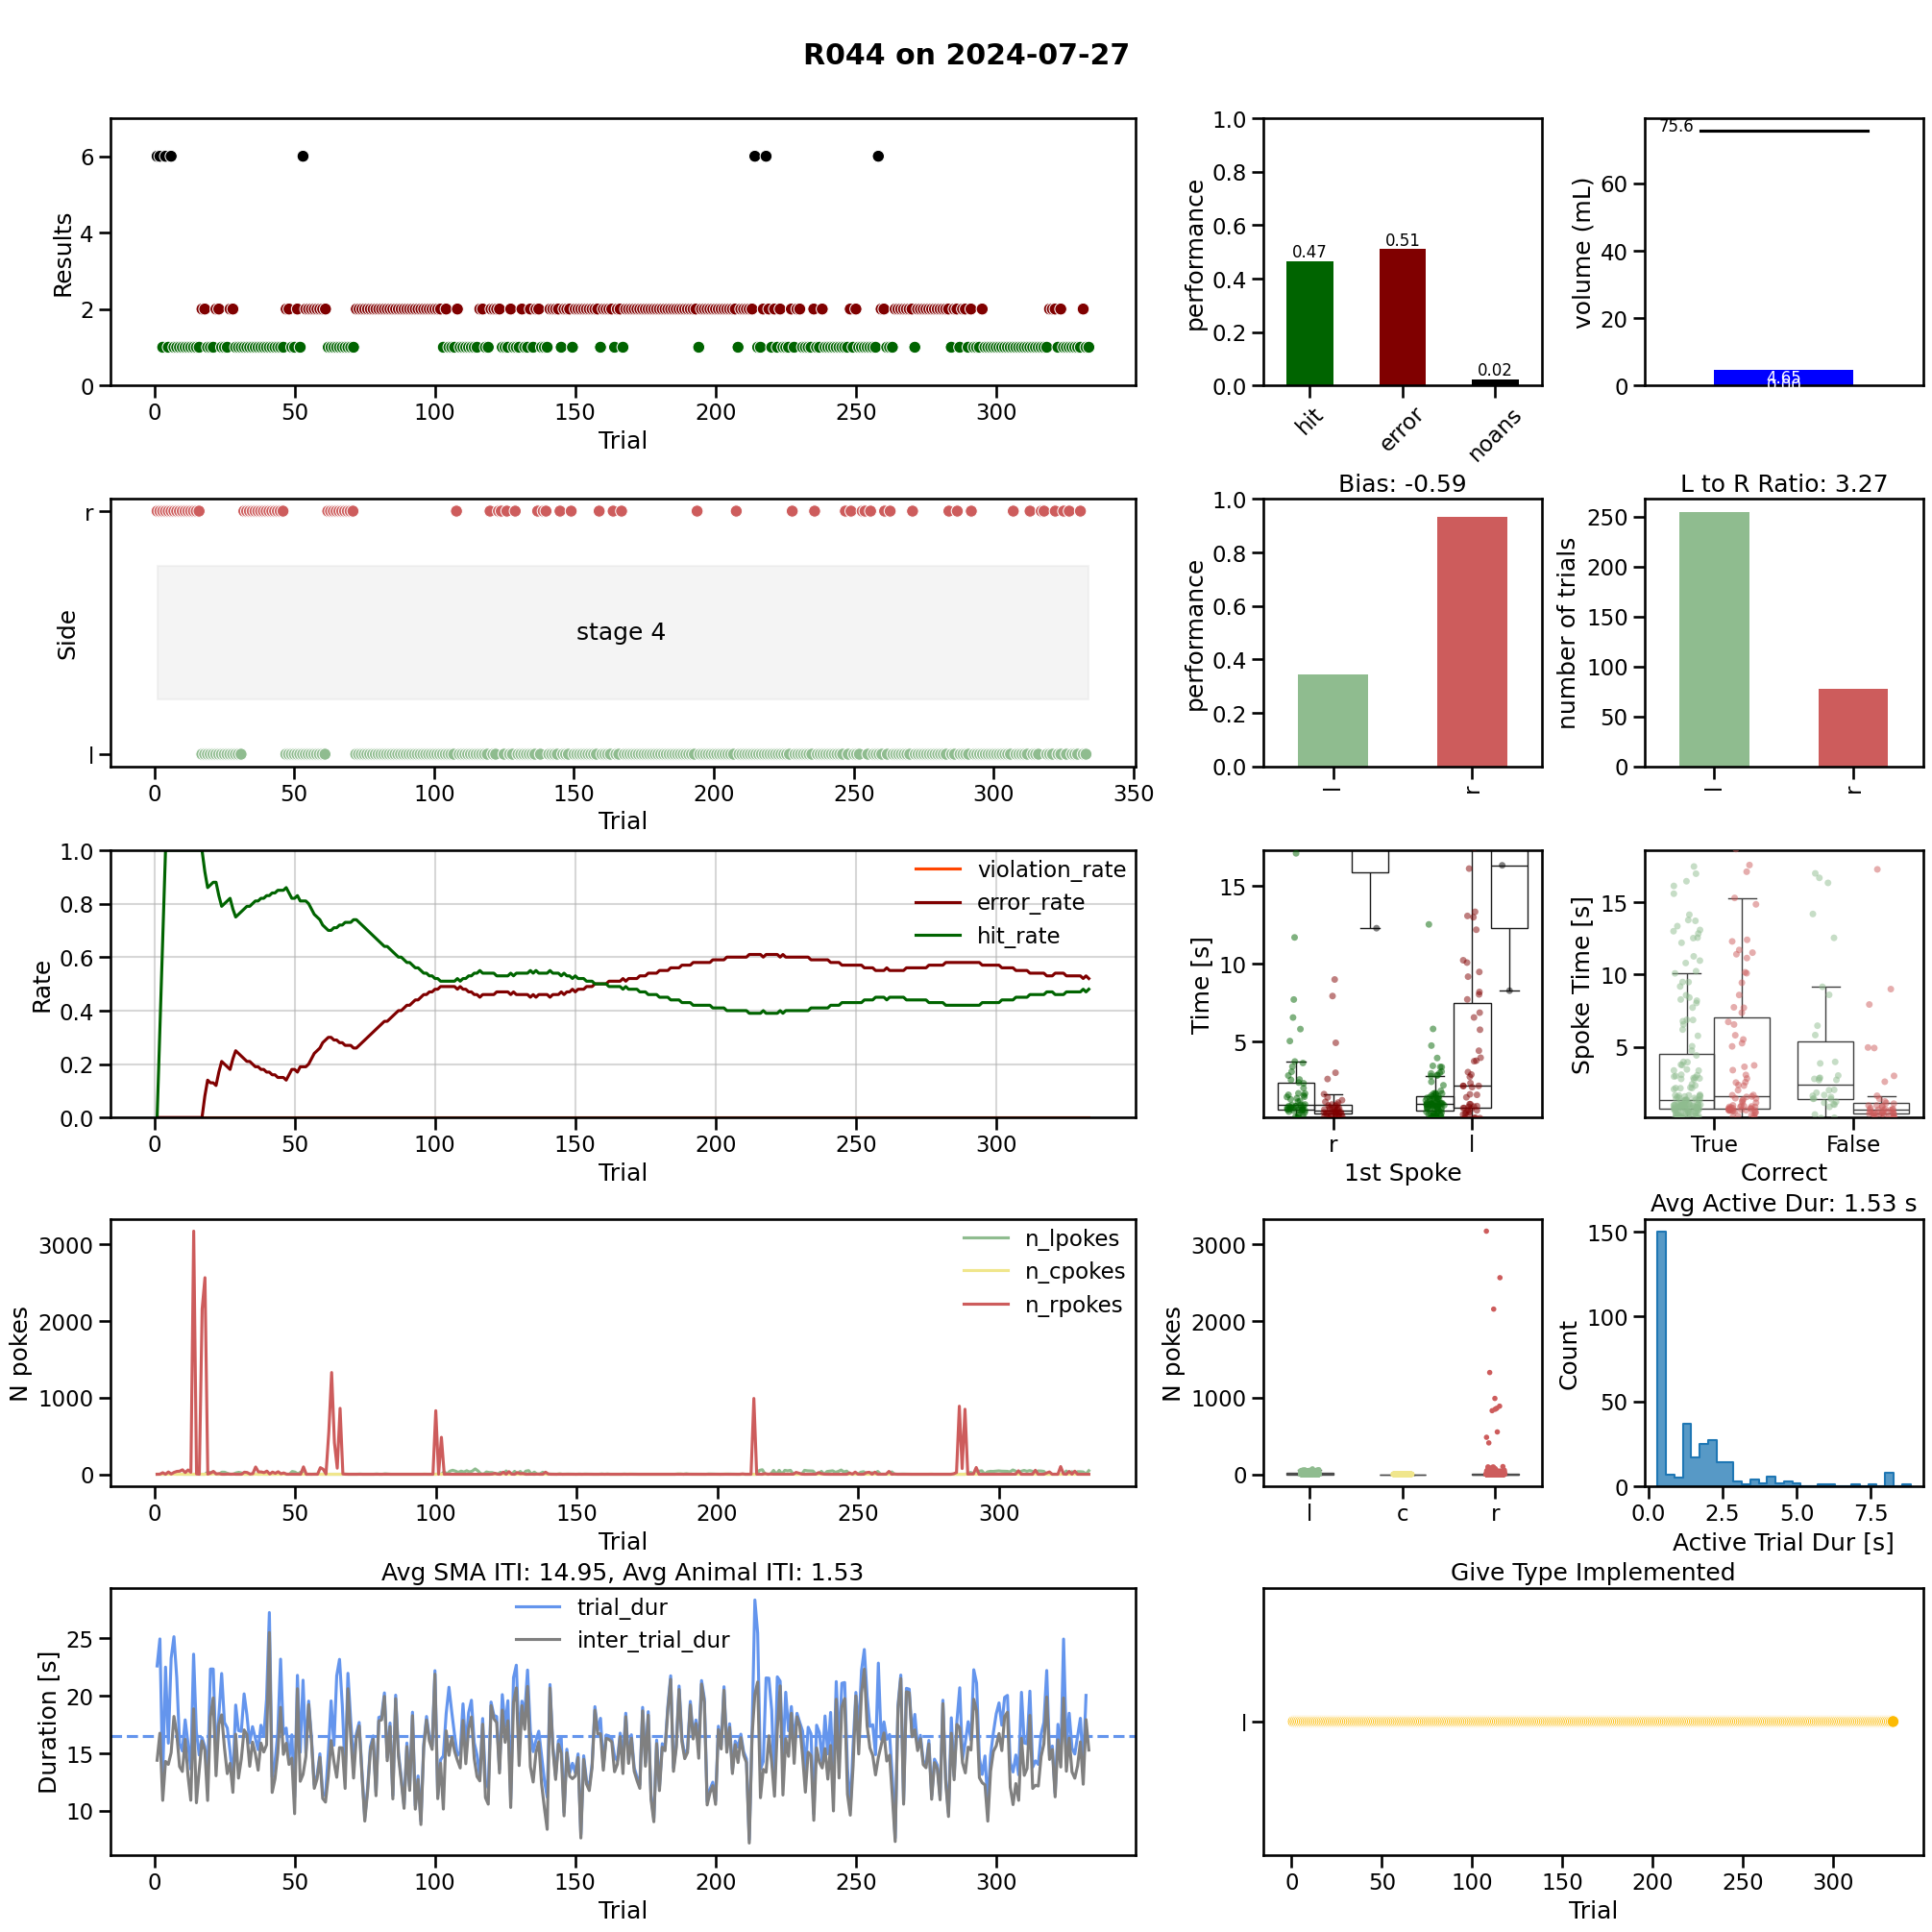 R044 on 2024-07-27
Results
6
4
2
0
0 50 100 150 200 250 300
Trial
performance
1.0
0.8
0.6
0.4
0.2
0.0
0.47
0.51
0.02
hit error noans
volume (mL)
60
40
20
0
75.6
4.65
Side
r
l
stage 4
0 50 100 150 200 250 300 350
Trial
Bias: -0.59
performance
1.0
0.8
0.6
0.4
0.2
0.0
l r
L to R Ratio: 3.27
number of trials
250
200
150
100
50
0
l r
Rate
1.0
0.8
0.6
0.4
0.2
0.0
violation_rate
error_rate
hit_rate
0 50 100 150 200 250 300
Trial
Time [s]
15
10
5
r l
1st Spoke
Spoke Time [s]
15
10
5
True False
Correct
N pokes
3000
2000
1000
0
n_lpokes
n_cpokes
n_rpokes
0 50 100 150 200 250 300
Trial
N pokes
3000
2000
1000
0
l c r
Avg Active Dur: 1.53 s
Count
150
100
50
0
0.0 2.5 5.0 7.5
Active Trial Dur [s]
Avg SMA ITI: 14.95, Avg Animal ITI: 1.53
Duration [s]
25
20
15
10
trial_dur
inter_trial_dur
0 50 100 150 200 250 300
Trial
Give Type Implemented
l
0 50 100 150 200 250 300
Trial